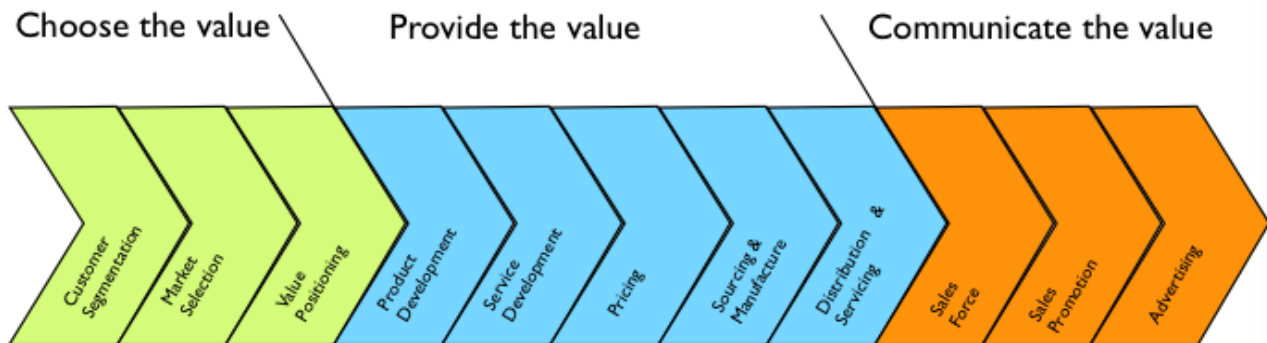 Choose the value
Provide the value
Communicate the value
Customer
Segmentation
Market
Selection
Value
Positioning
Product
Development
Service
Development
Pricing
Sourcing &
Manufacture
Distribution &
Servicing
Sales
Force
Sales
Promotion
Advertising